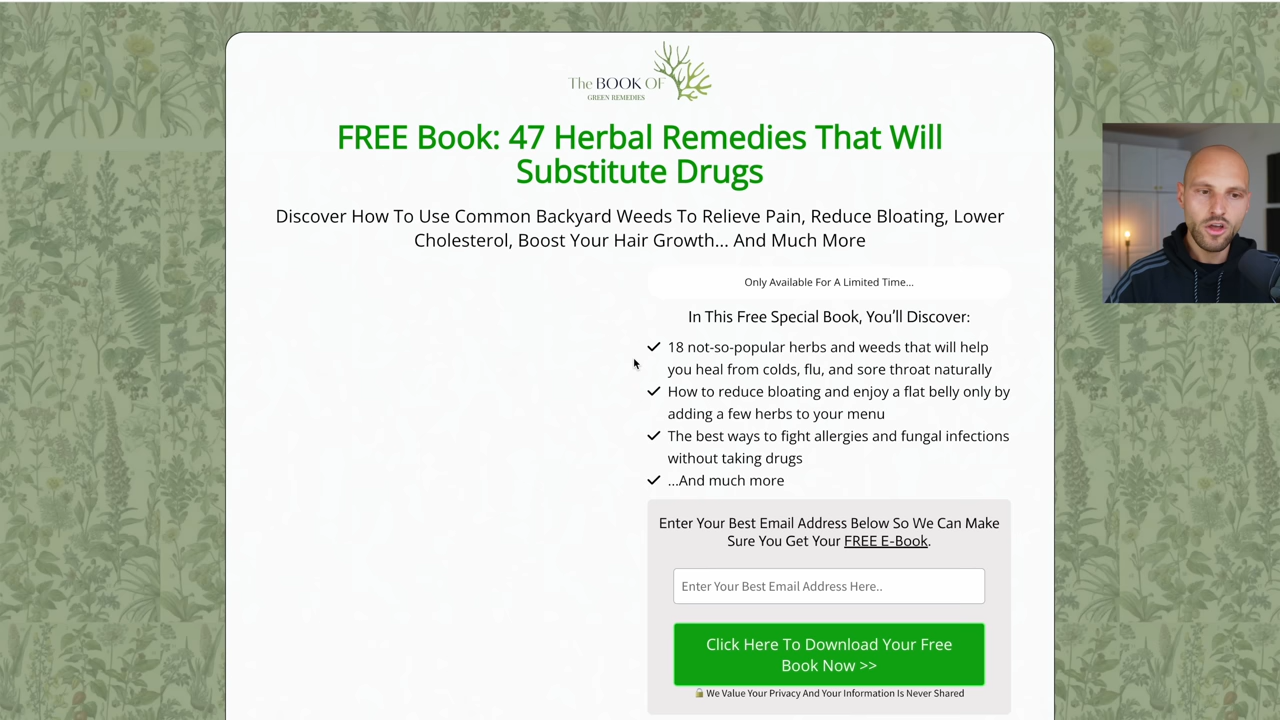 The BOOK OF
GREEN REMEDIES
FREE Book: 47 Herbal Remedies That Will
Substitute Drugs
Discover How To Use Common Backyard Weeds To Relieve Pain, Reduce Bloating, Lower
Cholesterol, Boost Your Hair Growth... And Much More
Only Available For A Limited Time...
In This Free Special Book, You'll Discover:
18 not-so-popular herbs and weeds that will help
you heal from colds, flu, and sore throat naturally
How to reduce bloating and enjoy a flat belly only by
adding a few herbs to your menu
The best ways to fight allergies and fungal infections
without taking drugs
...And much more
Enter Your Best Email Address Below So We Can Make
Sure You Get Your FREE E-Book.
Enter Your Best Email Address Here..
Click Here To Download Your Free
Book Now >>
🔒 We Value Your Privacy And Your Information Is Never Shared